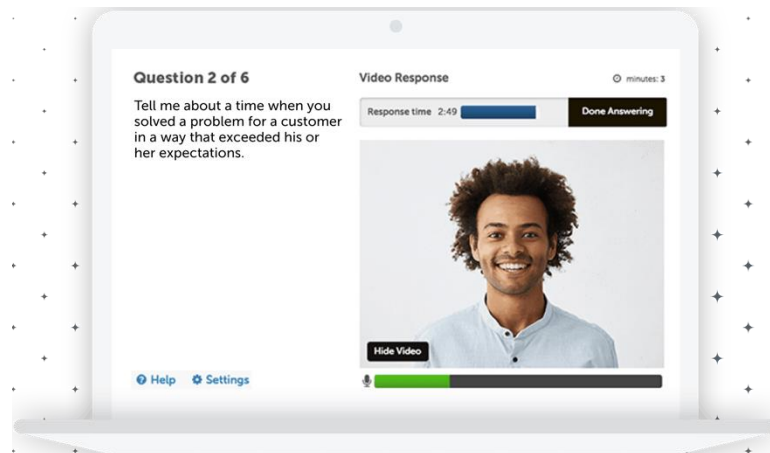 Question 2 of 6
Tell me about a time when you
solved a problem for a customer
in a way that exceeded his or
her expectations.
Help Settings
Video Response
minutes: 3
Response time 2:49
Done Answering
Hide Video